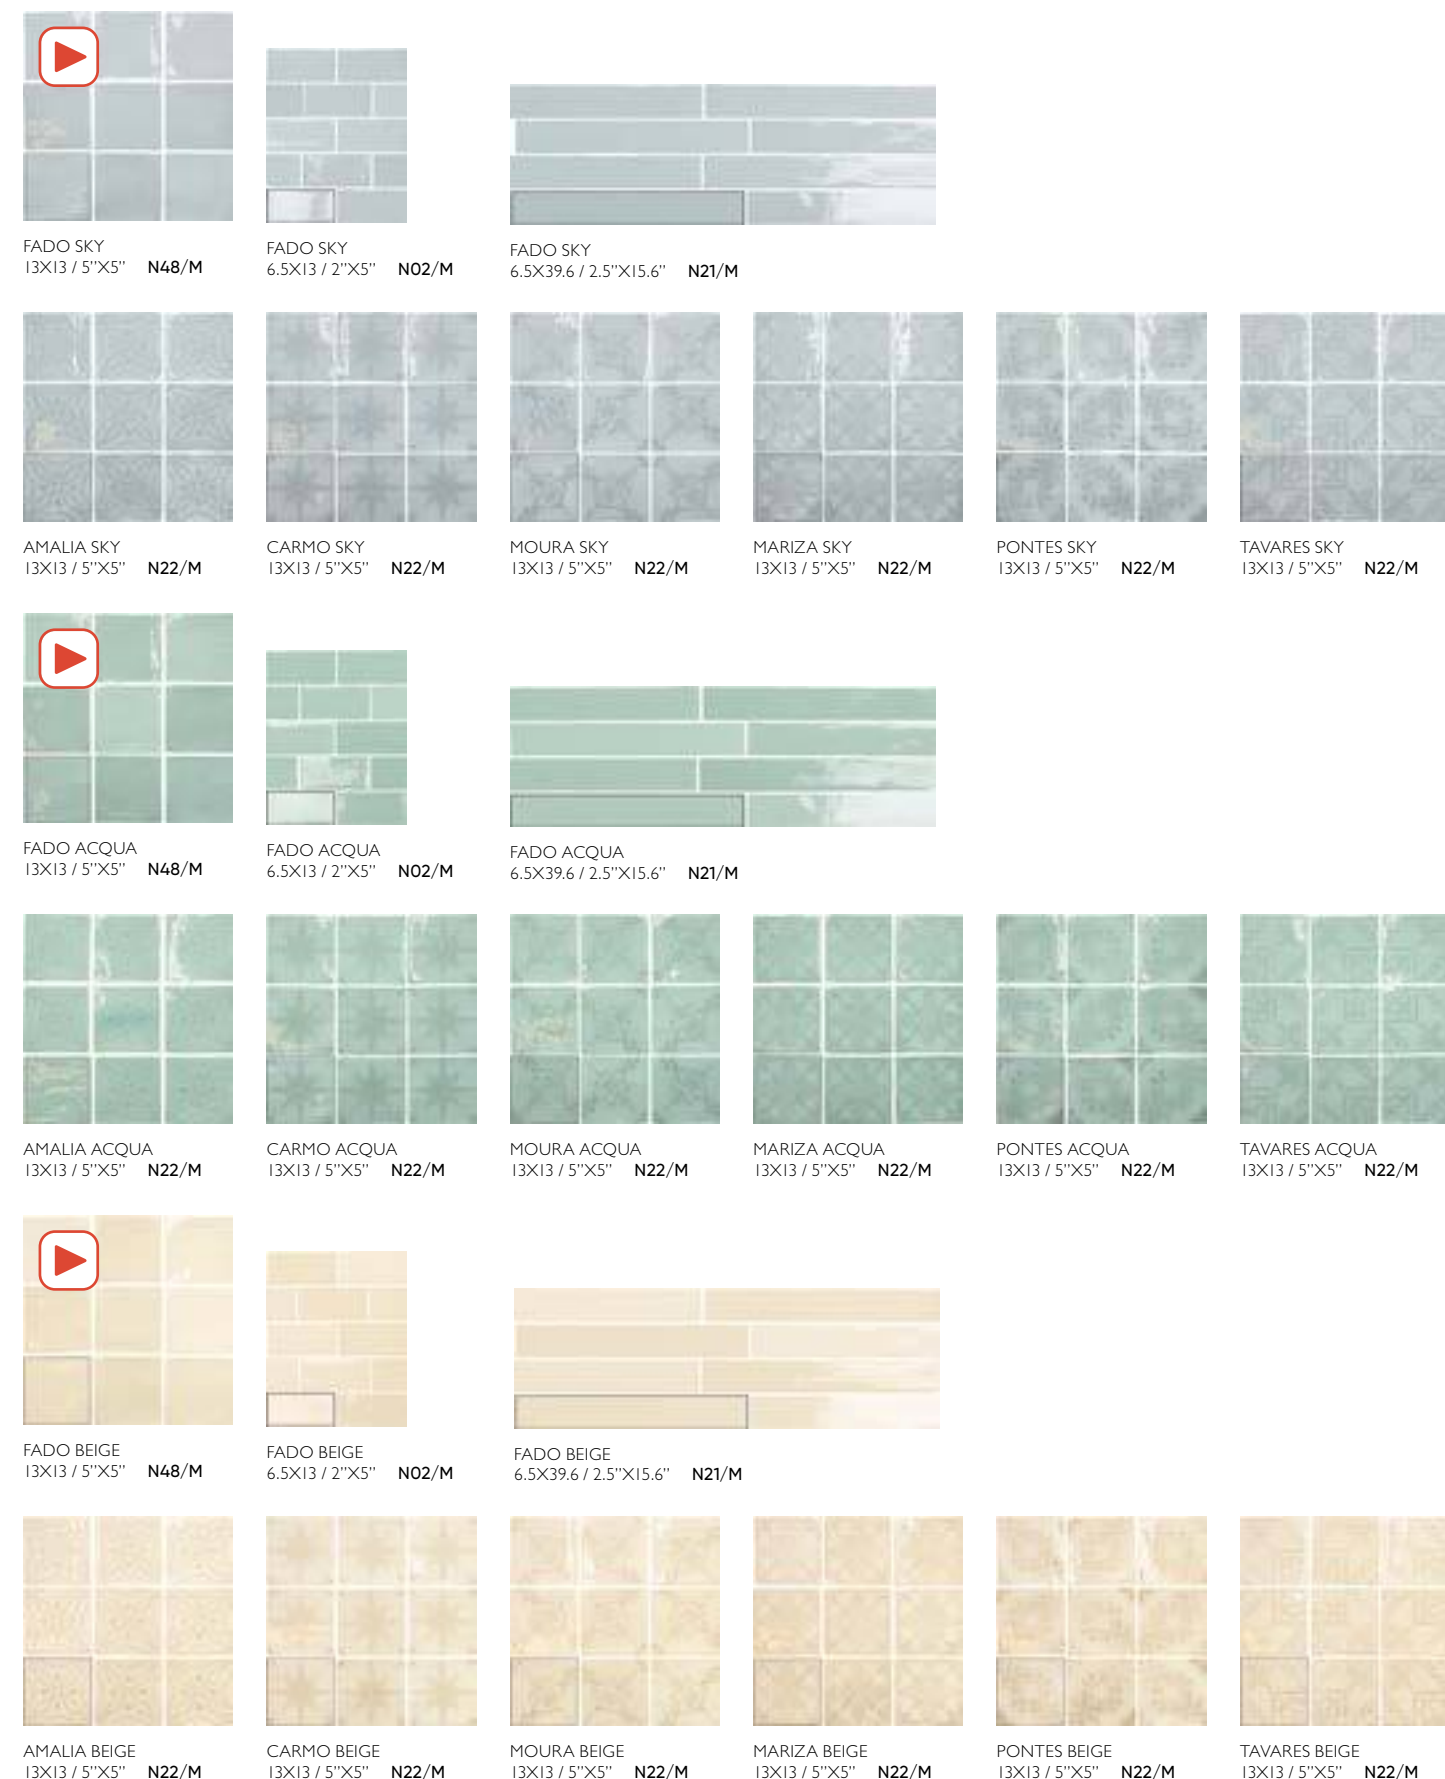 FADO SKY
13X13 / 5”X5” N48/M
FADO SKY
6.5X13 / 2”X5” N02/M
FADO SKY
6.5X39.6 / 2.5”X15.6” N21/M
AMALIA SKY
13X13 / 5”X5” N22/M
CARMO SKY
13X13 / 5”X5” N22/M
MOURA SKY
13X13 / 5”X5” N22/M
MARIZA SKY
13X13 / 5”X5” N22/M
PONTES SKY
13X13 / 5”X5” N22/M
TAVARES SKY
13X13 / 5”X5” N22/M
FADO ACQUA
13X13 / 5”X5” N48/M
FADO ACQUA
6.5X13 / 2”X5” N02/M
FADO ACQUA
6.5X39.6 / 2.5”X15.6” N21/M
AMALIA ACQUA
13X13 / 5”X5” N22/M
CARMO ACQUA
13X13 / 5”X5” N22/M
MOURA ACQUA
13X13 / 5”X5” N22/M
MARIZA ACQUA
13X13 / 5”X5” N22/M
PONTES ACQUA
13X13 / 5”X5” N22/M
TAVARES ACQUA
13X13 / 5”X5” N22/M
FADO BEIGE
13X13 / 5”X5” N48/M
FADO BEIGE
6.5X13 / 2”X5” N02/M
FADO BEIGE
6.5X39.6 / 2.5”X15.6” N21/M
AMALIA BEIGE
13X13 / 5”X5” N22/M
CARMO BEIGE
13X13 / 5”X5” N22/M
MOURA BEIGE
13X13 / 5”X5” N22/M
MARIZA BEIGE
13X13 / 5”X5” N22/M
PONTES BEIGE
13X13 / 5”X5” N22/M
TAVARES BEIGE
13X13 / 5”X5” N22/M